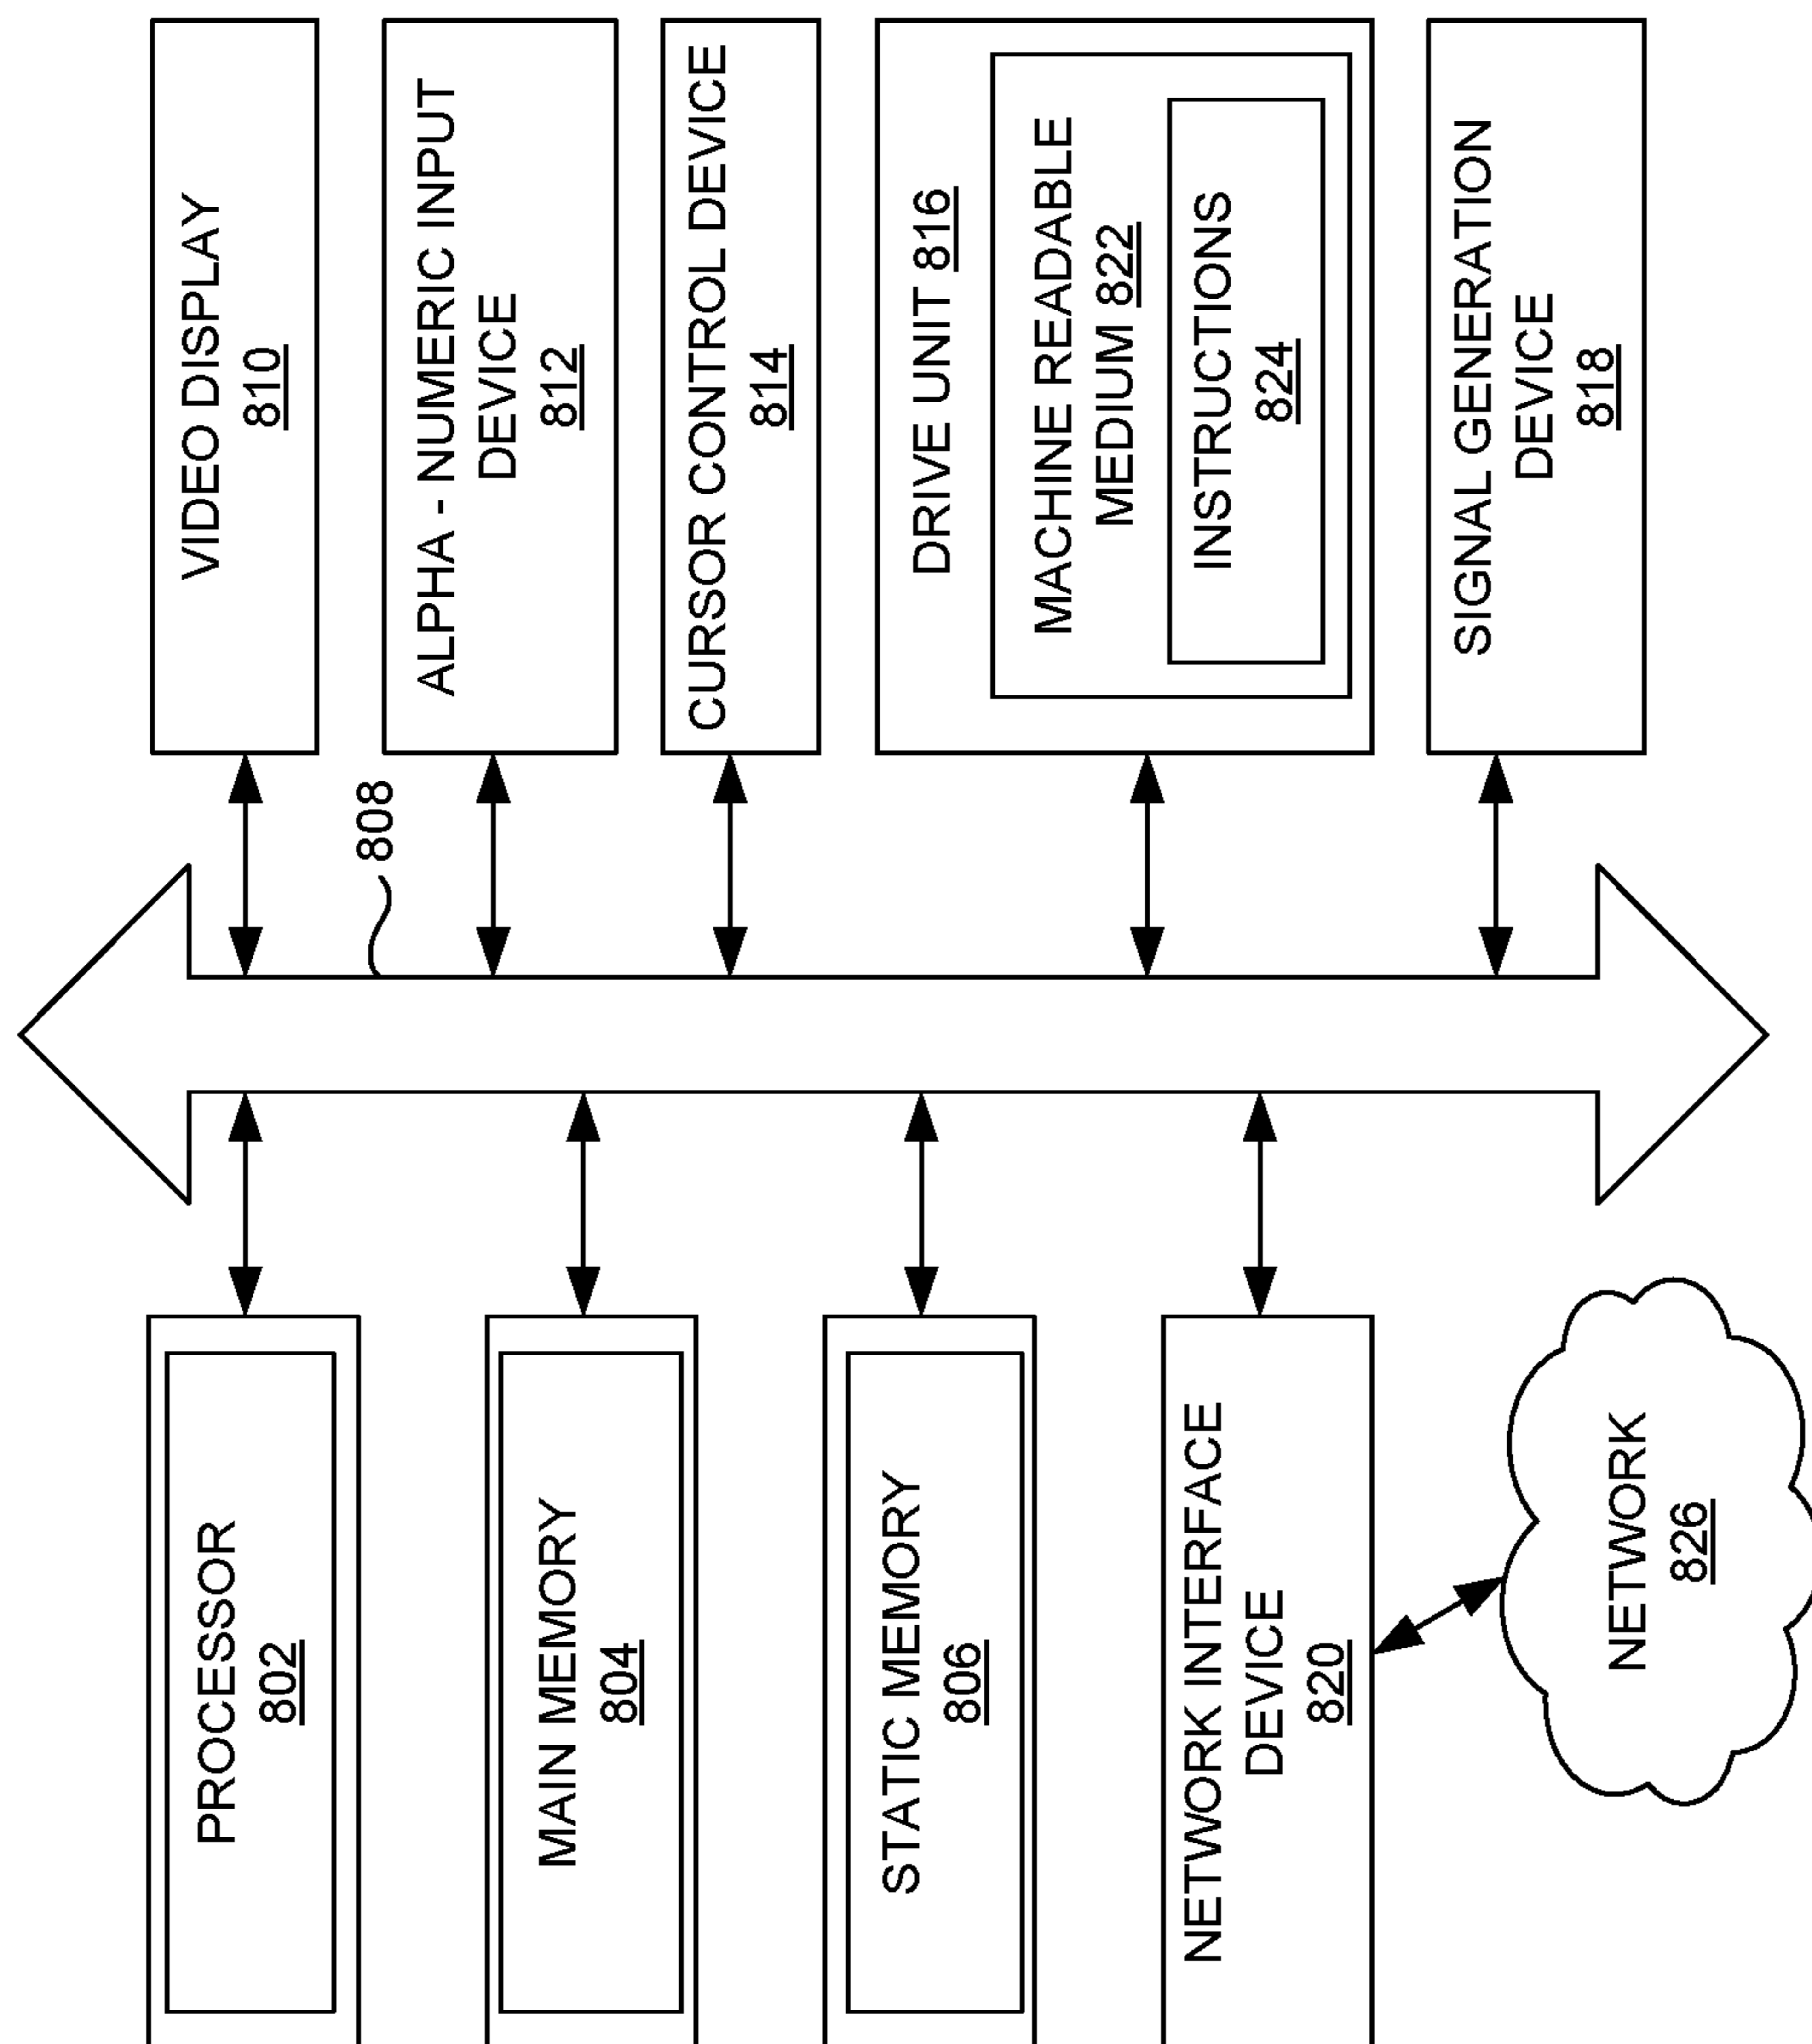 PROCESSOR
802
MAIN MEMORY
804
STATIC MEMORY
806
NETWORK INTERFACE
DEVICE
820
NETWORK
826
808
VIDEO DISPLAY
810
ALPHA - NUMERIC INPUT
DEVICE
812
CURSOR CONTROL DEVICE
814
DRIVE UNIT 816
MACHINE READABLE
MEDIUM 822
INSTRUCTIONS
824
SIGNAL GENERATION
DEVICE
818